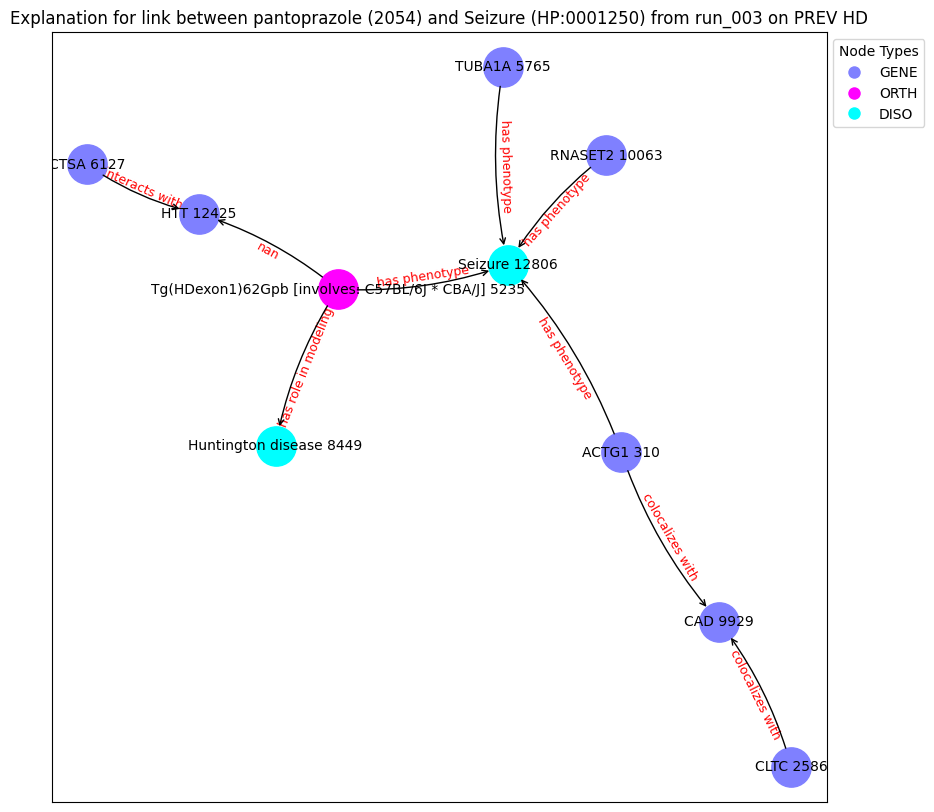 Explanation for link between pantoprazole (2054) and Seizure (HP:0001250) from run_003 on PREV HD
Node Types
GENE
ORTH
DISO
TUBA1A 5765
has phenotype
RNASET2 10063
has phenotype
CTSA 6127
interacts with
HTT 12425
nan
Seizure 12806
has phenotype
Tg(HDexon1)62Gpb [involves: C57BL/6J * CBA/J] 5235
has role in modeling
has phenotype
Huntington disease 8449
ACTG1 310
colocalizes with
CAD 9929
colocalizes with
CLTC 2586